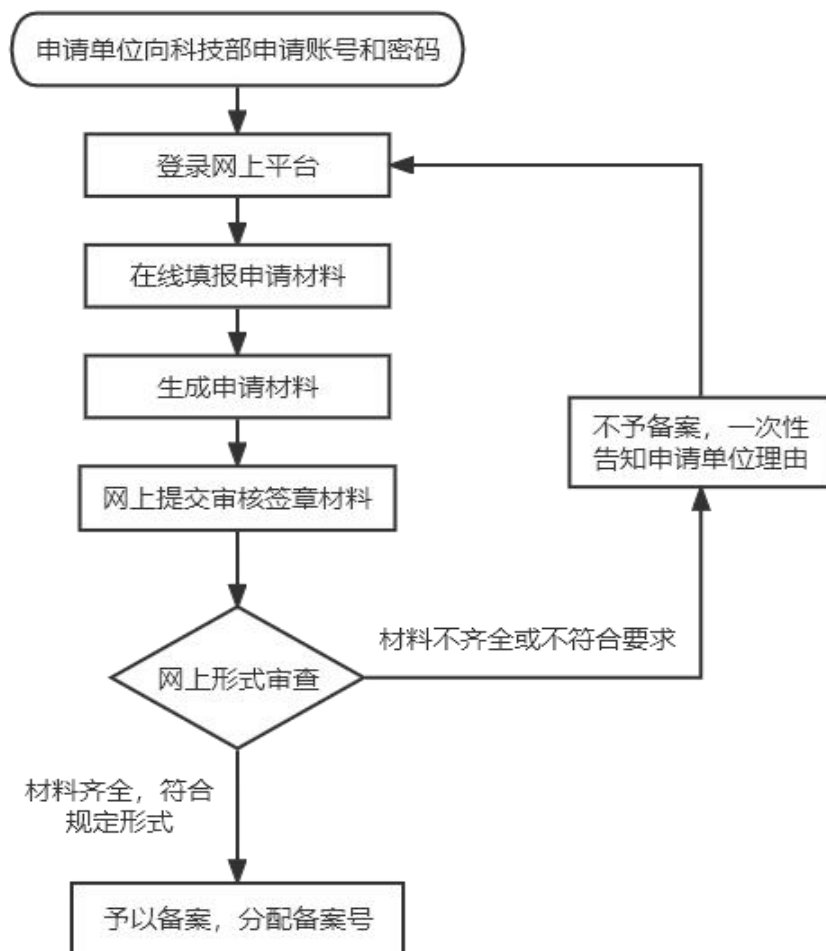 申请单位向科技部申请账号和密码
登录网上平台
在线填报申请材料
生成申请材料
不予备案，一次性
告知申请单位理由
网上提交审核签章材料
材料不齐全或不符合要求
网上形式审查
材料齐全，符合
规定形式
予以备案，分配备案号